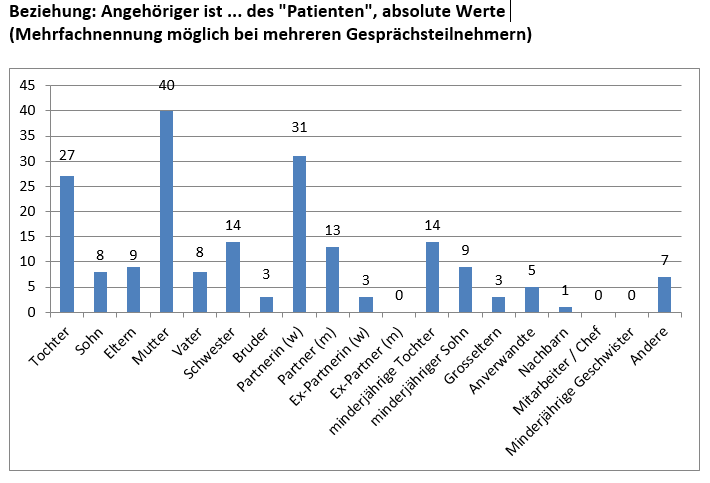 Beziehung: Angehöriger ist ... des "Patienten", absolute Werte
(Mehrfachnennung möglich bei mehreren Gesprächsteilnehmern)
45
40
35
30
25
20
15
10
5
0
27
8
9
40
8
14
3
31
13
3
0
14
9
3
5
1
0
0
7
Tochter
Sohn
Eltern
Mutter
Vater
Schwester
Bruder
Partnerin (w)
Partner (m)
Ex-Partnerin (w)
Ex-Partner (m)
minderjährige Tochter
minderjähriger Sohn
Grosseltern
Anverwandte
Nachbarn
Mitarbeiter / Chef
Minderjährige Geschwister
Andere